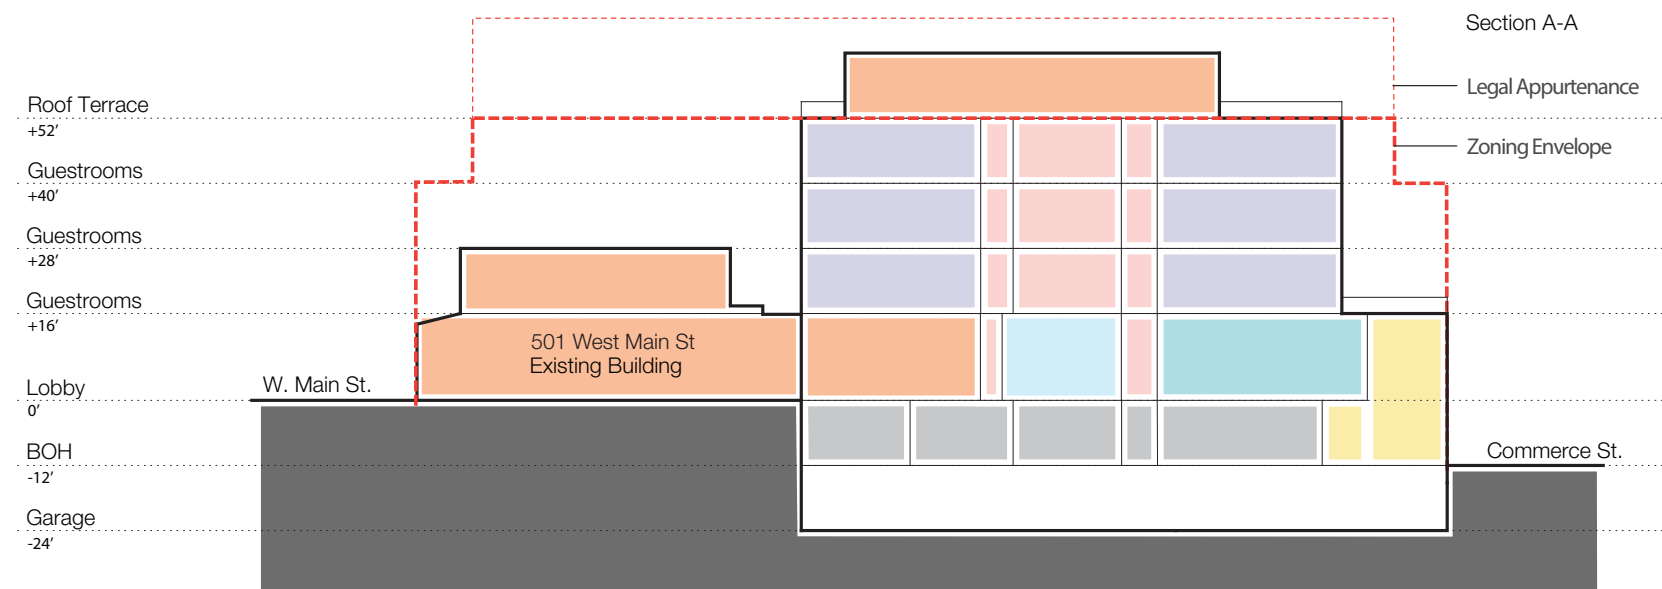 Section A-A
Legal Appurtenance
Roof Terrace
+52’
Zoning Envelope
Guestrooms
+40’
Guestrooms
+28’
Guestrooms
+16’
501 West Main St
Existing Building
Lobby
0’
W. Main St.
BOH
-12’
Commerce St.
Garage
-24’